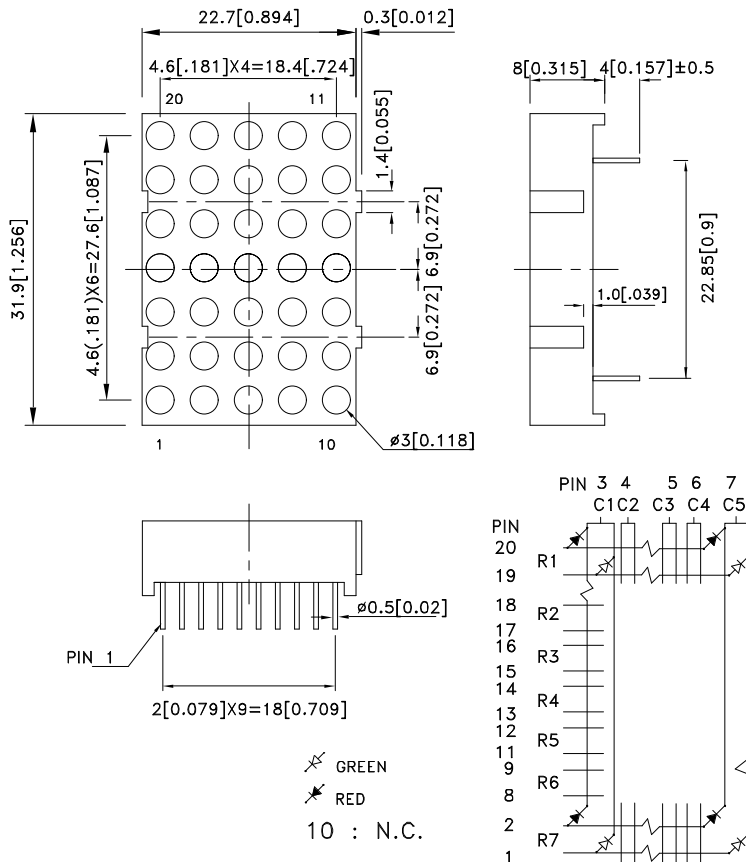 22.7[0.894]
0.3[0.012]
4.6[.181]X4=18.4[.724]
20
11
31.9[1.256]
4.6(.181)X6=27.6[1.087]
1.4[0.055]
6.9[0.272]
6.9[0.272]
1
10
ø3[0.118]
8[0.315]
4[0.157]±0.5
22.85[0.9]
1.0[.039]
ø0.5[0.02]
PIN 1
2[0.079]X9=18[0.709]
GREEN
RED
10 : N.C.
PIN 3 4 5 6 7
C1 C2 C3 C4 C5
PIN
20
R1
19
18
R2
17
16
R3
15
14
R4
13
12
R5
11
9
R6
8
2
R7
1